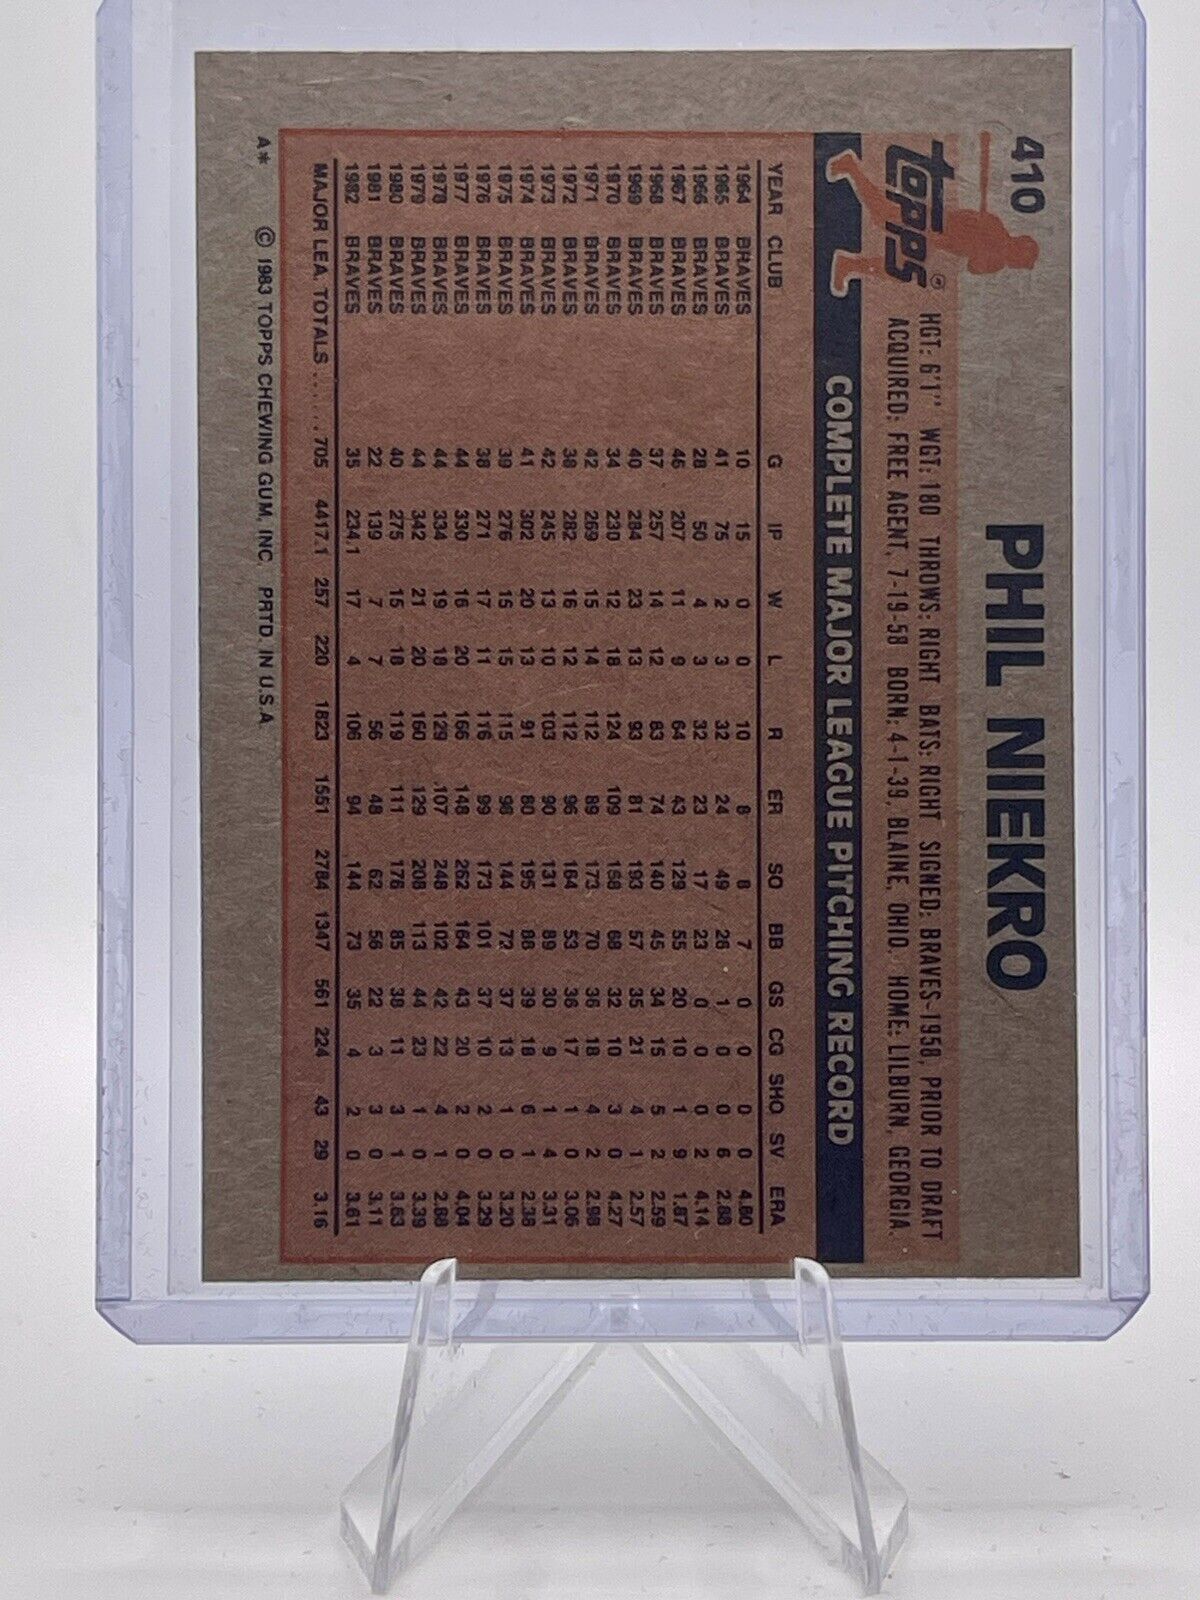 410
PHIL NIEKRO
TOPPS®
HGT: 6'1" WGT: 180 THROWS: RIGHT BATS: RIGHT SIGNED: BRAVES-1958, PRIOR TO DRAFT
ACQUIRED: FREE AGENT, 7-19-58 BORN: 4-1-39, BLAINE, OHIO HOME: LILBURN, GEORGIA
COMPLETE MAJOR LEAGUE PITCHING RECORD
YEAR CLUB G IP W L R ER SO BB GS CG SHO SV ERA
1964 BRAVES 10 15 0 0 10 8 8 7 0 0 0 0 4.80
1965 BRAVES 41 75 2 3 32 24 49 26 1 0 0 6 2.88
1966 BRAVES 28 50 4 3 32 23 17 23 0 0 0 2 4.14
1967 BRAVES 46 207 11 9 64 43 129 55 20 10 1 9 1.87
1968 BRAVES 37 257 14 12 83 74 140 45 34 15 5 2 2.59
1969 BRAVES 40 284 23 13 93 81 193 57 35 21 4 1 2.57
1970 BRAVES 34 230 12 18 124 109 168 68 32 10 3 0 4.27
1971 BRAVES 42 269 15 14 112 89 173 70 36 18 4 2 2.98
1972 BRAVES 38 282 16 12 112 96 164 53 36 17 1 0 3.06
1973 BRAVES 42 245 13 10 103 90 131 89 30 9 1 4 3.31
1974 BRAVES 41 302 20 13 91 80 195 88 39 18 6 1 2.38
1975 BRAVES 39 276 15 15 115 98 144 72 37 13 1 0 3.20
1976 BRAVES 38 271 17 11 116 99 173 101 37 10 2 0 3.29
1977 BRAVES 44 330 16 20 166 148 262 164 43 20 2 0 4.04
1978 BRAVES 44 334 19 18 129 107 248 102 42 22 4 1 2.88
1979 BRAVES 44 342 21 20 160 129 208 113 44 23 1 0 3.39
1980 BRAVES 40 275 15 18 119 111 176 85 38 11 3 1 3.63
1981 BRAVES 22 139 7 7 56 48 62 56 22 3 3 0 3.11
1982 BRAVES 35 234.1 17 4 106 94 144 73 35 4 2 0 3.61
MAJOR LEA. TOTALS ...... 705 4417.1 257 220 1823 1551 2784 1347 561 224 43 29 3.16
A* © 1983 TOPPS CHEWING GUM, INC. PRTD. IN U.S.A.